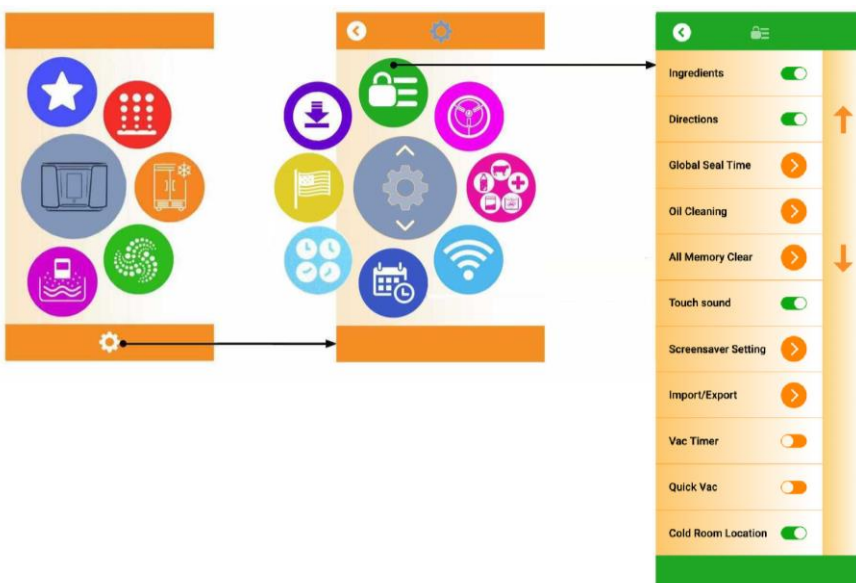 Ingredients
Directions
Global Seal Time
Oil Cleaning
All Memory Clear
Touch sound
Screensaver Setting
Import/Export
Vac Timer
Quick Vac
Cold Room Location